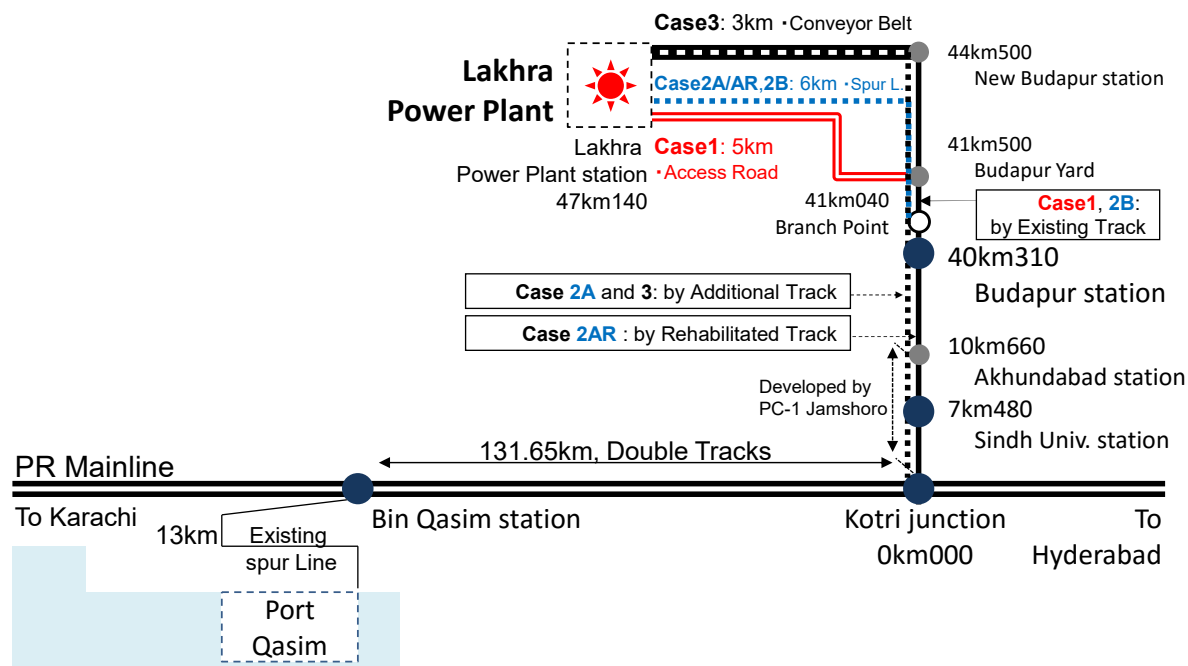 Case3: 3km ・Conveyor Belt
44km500
New Budapur station
Lakhra
Power Plant
Case2A/AR,2B: 6km ・Spur L.
Lakhra
Power Plant station
47km140
Case1: 5km
・Access Road
41km500
Budapur Yard
41km040
Branch Point
Case1, 2B:
by Existing Track
40km310
Budapur station
Case 2A and 3: by Additional Track
Case 2AR : by Rehabilitated Track
10km660
Akhundabad station
Developed by
PC-1 Jamshoro
7km480
Sindh Univ. station
131.65km, Double Tracks
PR Mainline
To Karachi
Bin Qasim station
Kotri junction
0km000
To
Hyderabad
13km
Existing
spur Line
Port
Qasim